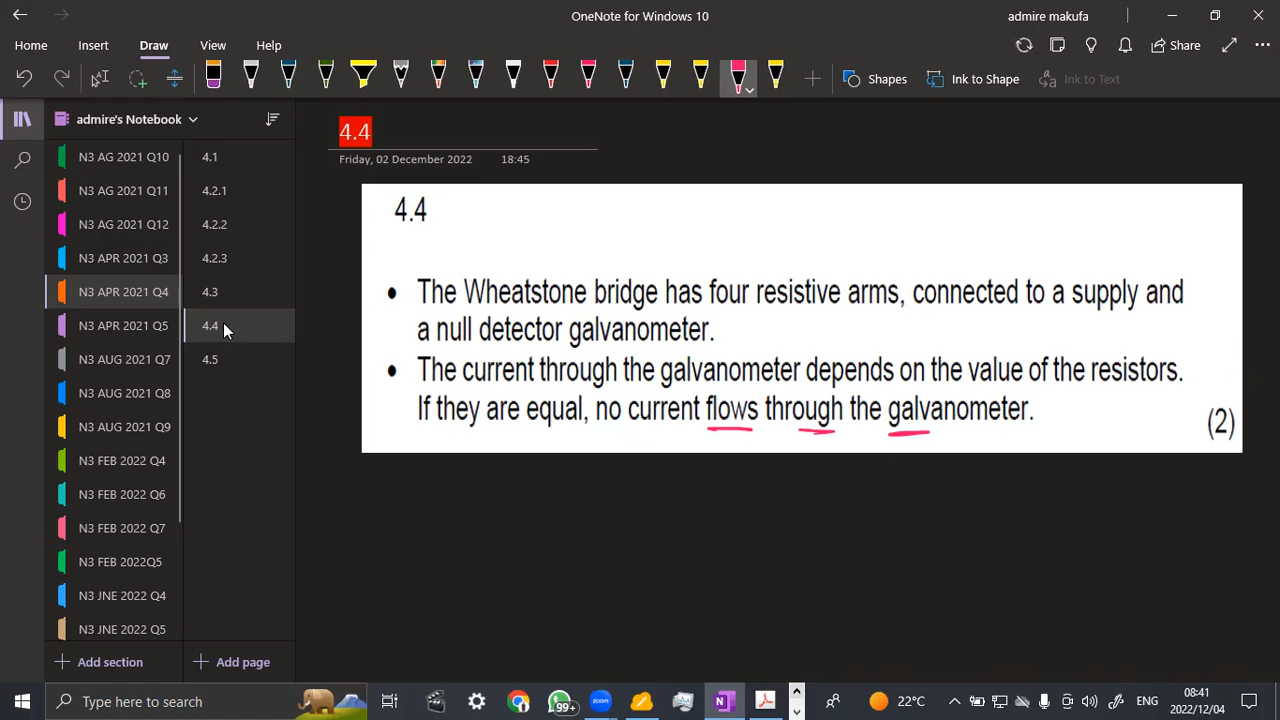 OneNote for Windows 10
admire makufa
Home Insert Draw View Help
Share
Shapes Ink to Shape Ink to Text
admire's Notebook
N3 AG 2021 Q10
N3 AG 2021 Q11
N3 AG 2021 Q12
N3 APR 2021 Q3
N3 APR 2021 Q4
N3 APR 2021 Q5
N3 AUG 2021 Q7
N3 AUG 2021 Q8
N3 AUG 2021 Q9
N3 FEB 2022 Q4
N3 FEB 2022 Q6
N3 FEB 2022 Q7
N3 FEB 2022Q5
N3 JNE 2022 Q4
N3 JNE 2022 Q5
Add section
4.1
4.2.1
4.2.2
4.2.3
4.3
4.4
4.5
Add page
4.4
Friday, 02 December 2022 18:45
4.4
• The Wheatstone bridge has four resistive arms, connected to a supply and
a null detector galvanometer.
• The current through the galvanometer depends on the value of the resistors.
If they are equal, no current flows through the galvanometer.
(2)
Type here to search
99+
zoom
22°C
ENG
08:41
2022/12/04